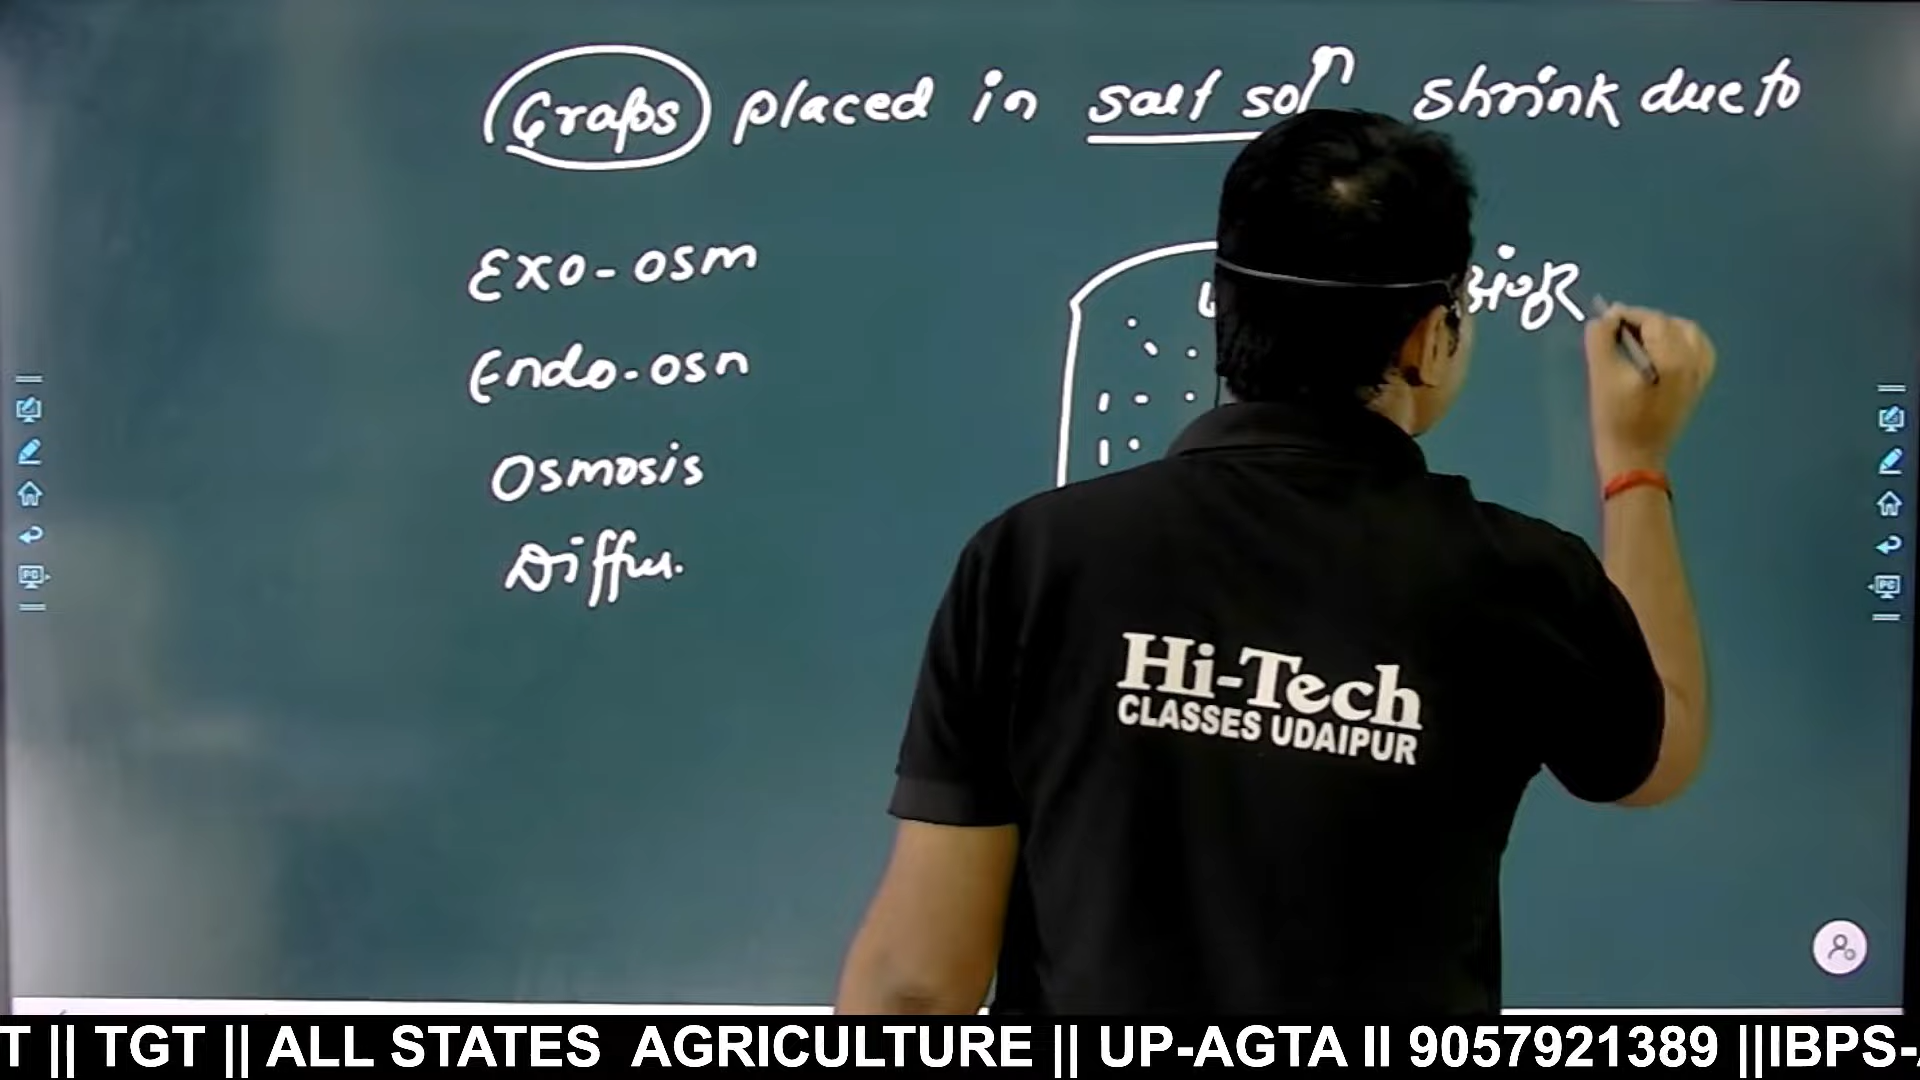 Graps placed in salt solⁿ shrink due to
Exo-osm
अंगूर
Endo-osn
Osmosis
Diffu.
Hi-Tech
CLASSES UDAIPUR
T || TGT || ALL STATES AGRICULTURE || UP-AGTA II 9057921389 ||IBPS-